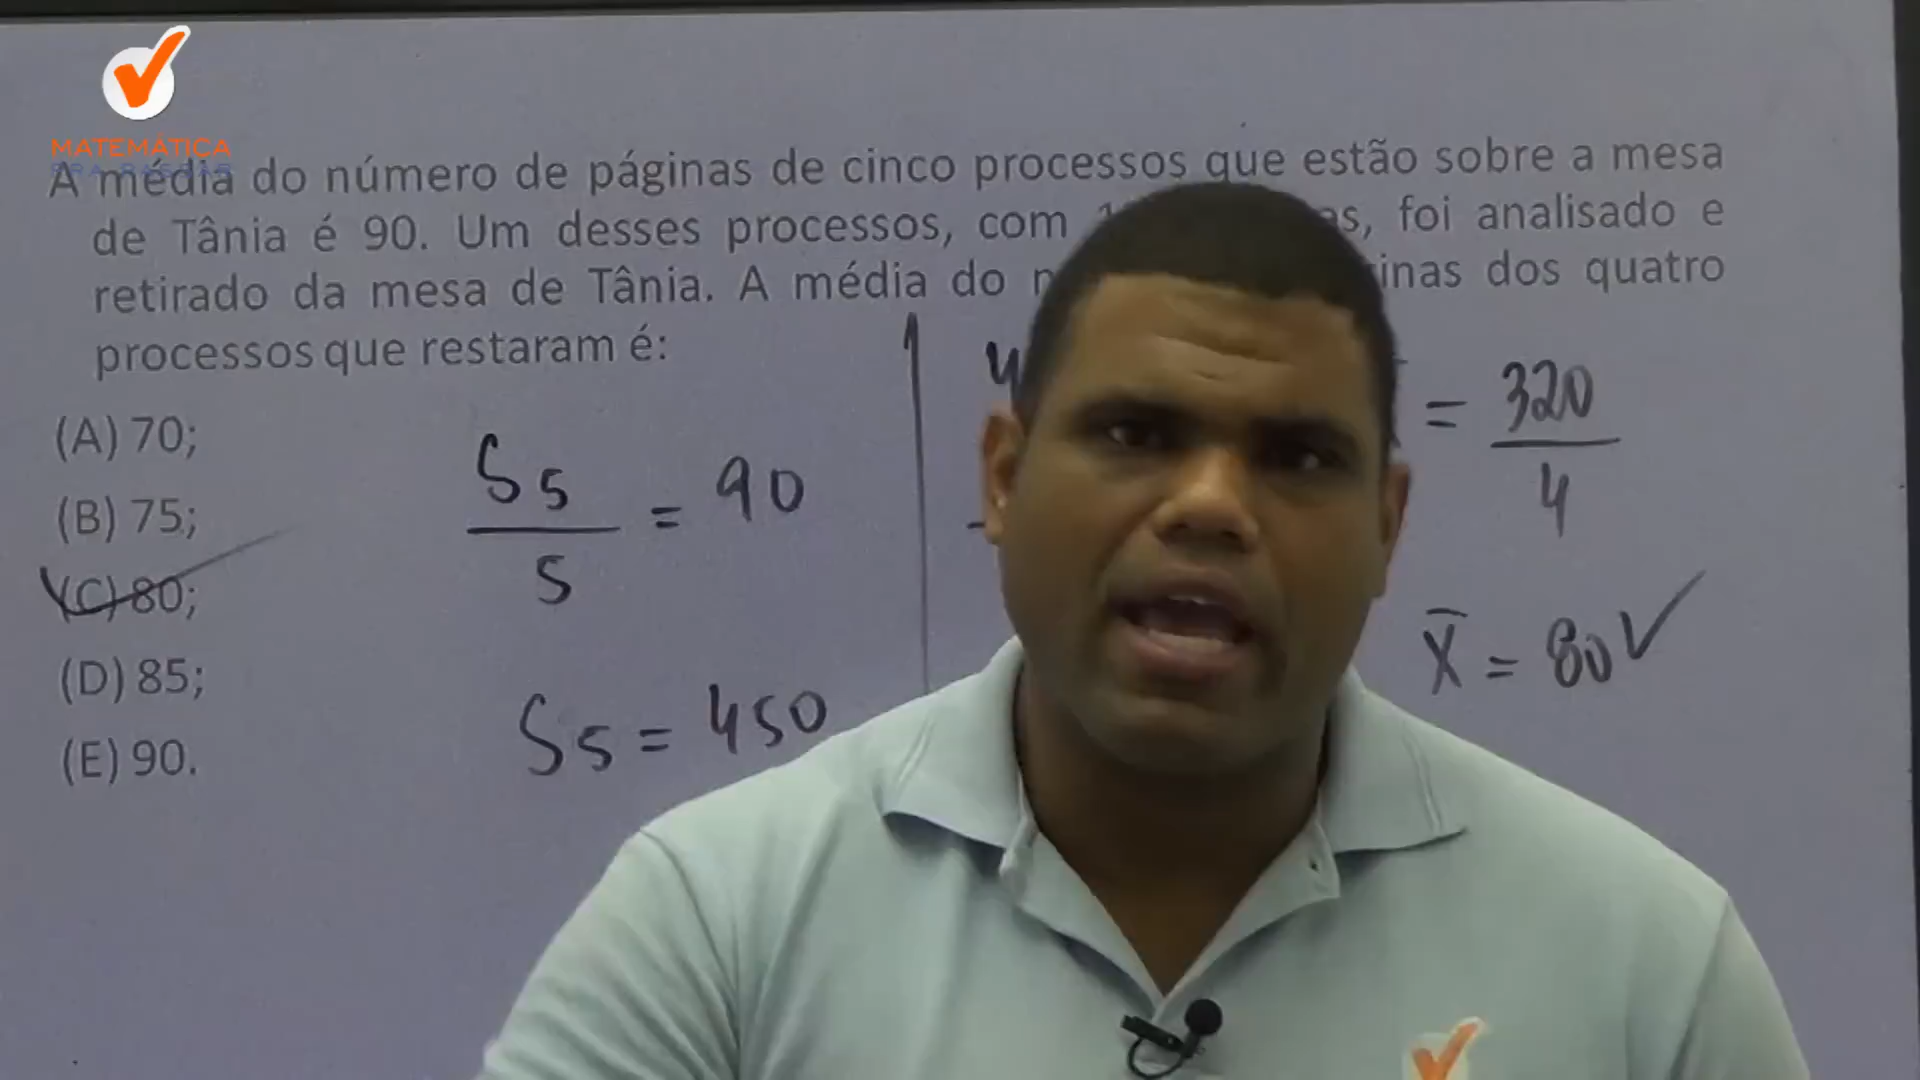 MATEMÁTICA
PRA PASSAR
A média do número de páginas de cinco processos que estão sobre a mesa
de Tânia é 90. Um desses processos, com foi analisado e
retirado da mesa de Tânia. A média do dos quatro
processos que restaram é:
(A) 70;
(B) 75;
(C) 80;
(D) 85;
(E) 90.
S5
5
= 90
S5 = 450
= 320
4
X̄ = 80